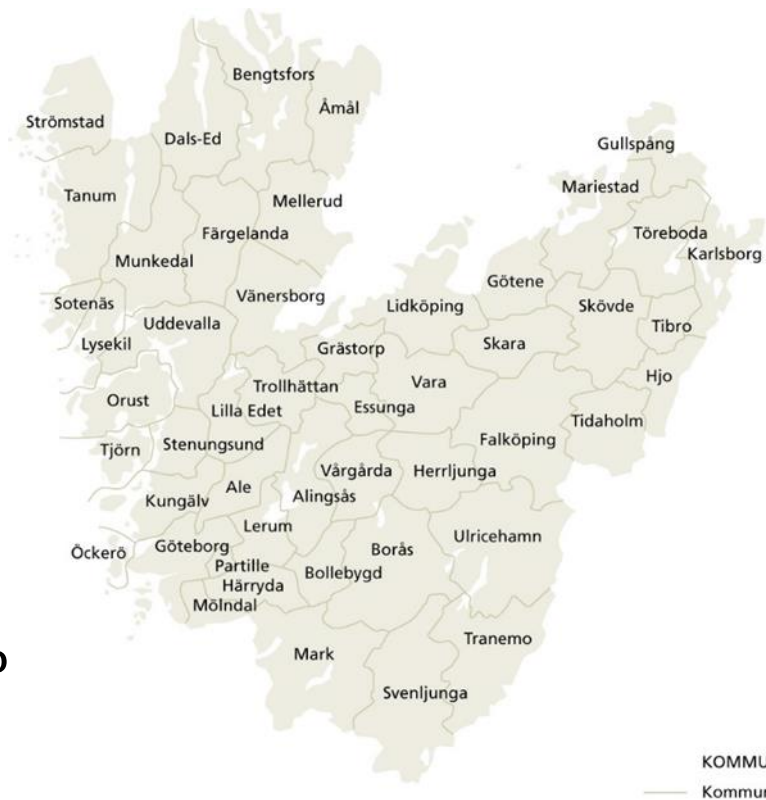 Bengtsfors
Åmål
Strömstad
Dals-Ed
Gullspång
Mariestad
Tanum
Mellerud
Färgelanda
Töreboda
Karlsborg
Munkedal
Götene
Vänersborg
Sotenäs
Lidköping
Skövde
Uddevalla
Tibro
Lysekil
Skara
Grästorp
Hjo
Trollhättan
Vara
Orust
Lilla Edet
Essunga
Tidaholm
Stenungsund
Falköping
Tjörn
Vårgårda
Herrljunga
Ale
Alingsås
Kungälv
Lerum
Ulricehamn
Göteborg
Borås
Öckerö
Partille
Bollebygd
Härryda
Mölndal
Tranemo
Mark
Svenljunga
KOMMU
Kommur